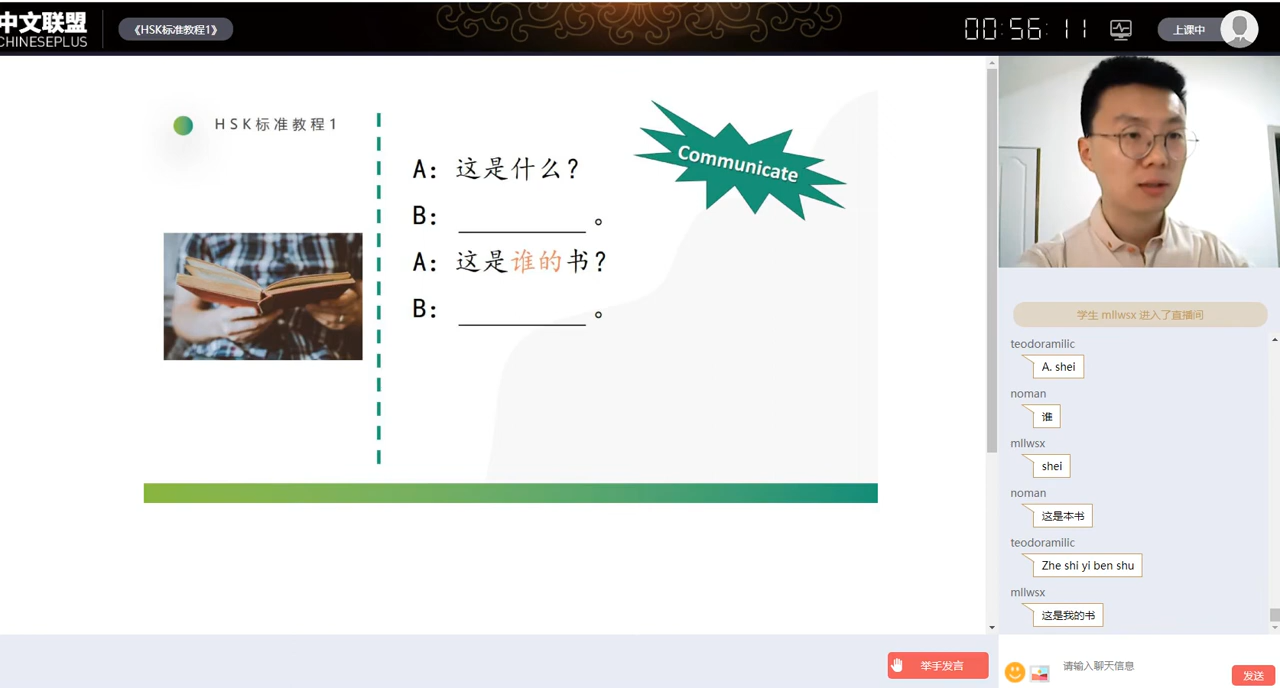 中文联盟
CHINESEPLUS
《HSK标准教程1》
00:56:11
上课中
HSK标准教程1
A：这是什么？
B：________。
A：这是谁的书？
B：________。
Communicate
学生 mllwsx 进入了直播间
teodoramilic
A. shei
noman
谁
mllwsx
shei
noman
这是本书
teodoramilic
Zhe shi yi ben shu
mllwsx
这是我的书
举手发言
请输入聊天信息
发送